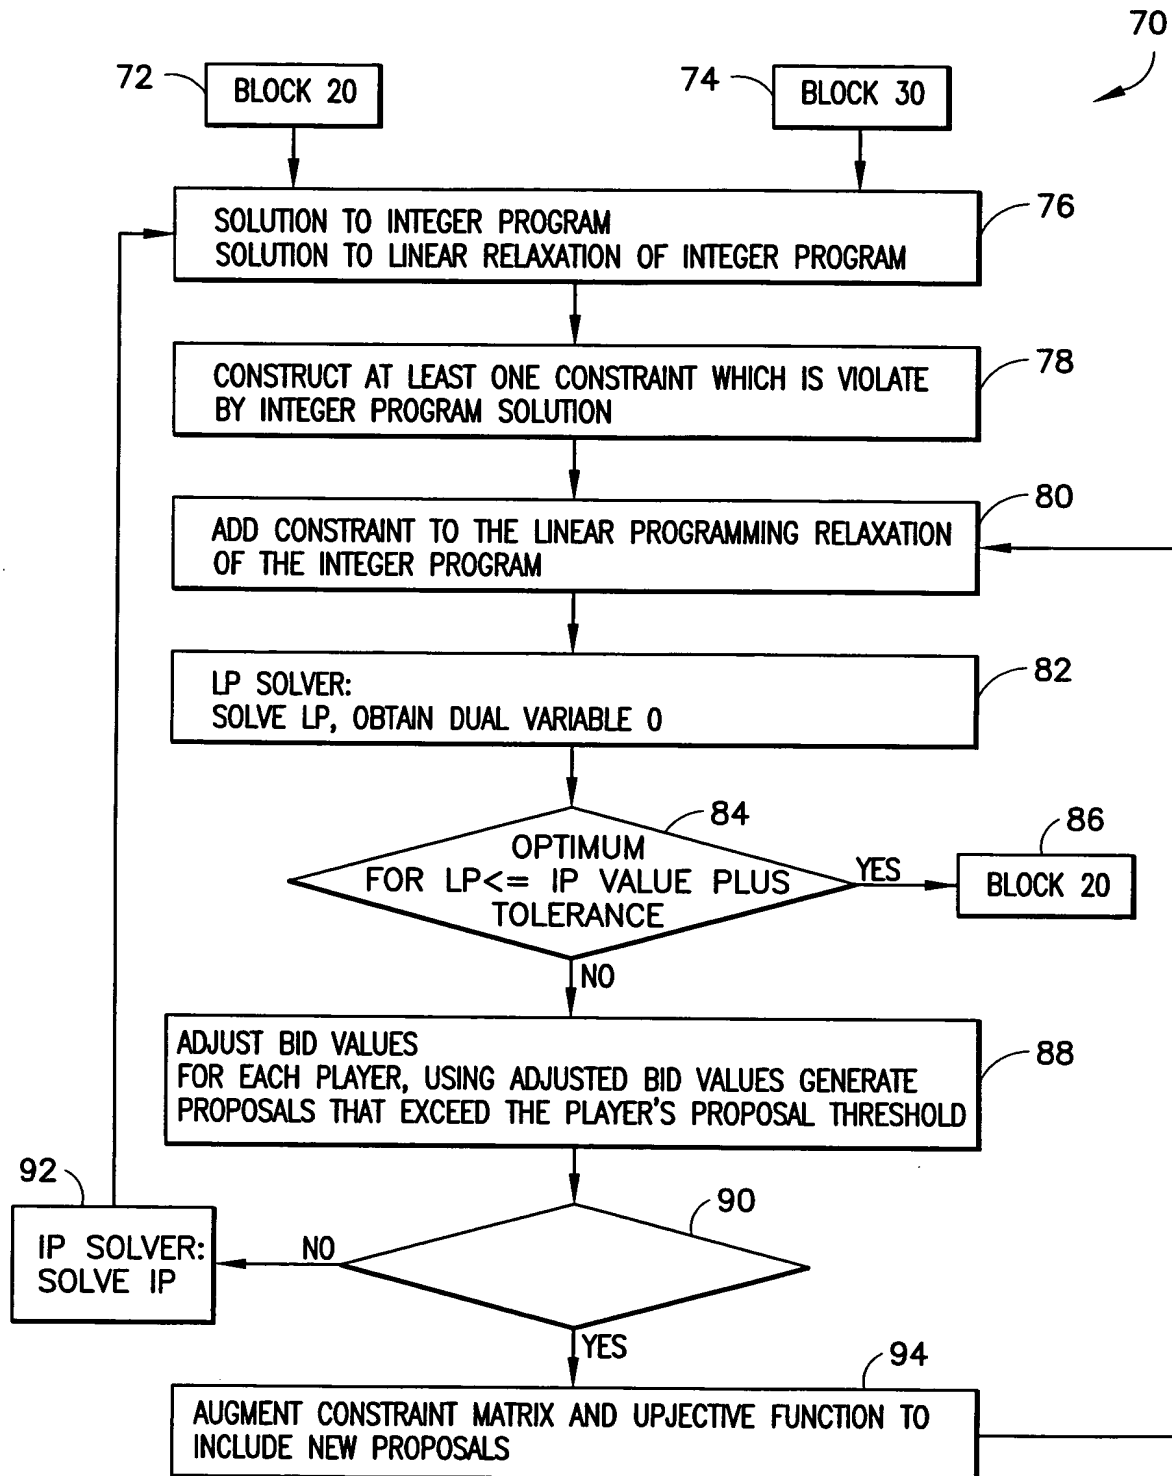 70
72
BLOCK 20
74
BLOCK 30
76
SOLUTION TO INTEGER PROGRAM
SOLUTION TO LINEAR RELAXATION OF INTEGER PROGRAM
78
CONSTRUCT AT LEAST ONE CONSTRAINT WHICH IS VIOLATE
BY INTEGER PROGRAM SOLUTION
80
ADD CONSTRAINT TO THE LINEAR PROGRAMMING RELAXATION
OF THE INTEGER PROGRAM
82
LP SOLVER:
SOLVE LP, OBTAIN DUAL VARIABLE 0
84
OPTIMUM
FOR LP<= IP VALUE PLUS
TOLERANCE
YES
86
BLOCK 20
NO
88
ADJUST BID VALUES
FOR EACH PLAYER, USING ADJUSTED BID VALUES GENERATE
PROPOSALS THAT EXCEED THE PLAYER'S PROPOSAL THRESHOLD
90
92
IP SOLVER:
SOLVE IP
NO
YES
94
AUGMENT CONSTRAINT MATRIX AND UPJECTIVE FUNCTION TO
INCLUDE NEW PROPOSALS